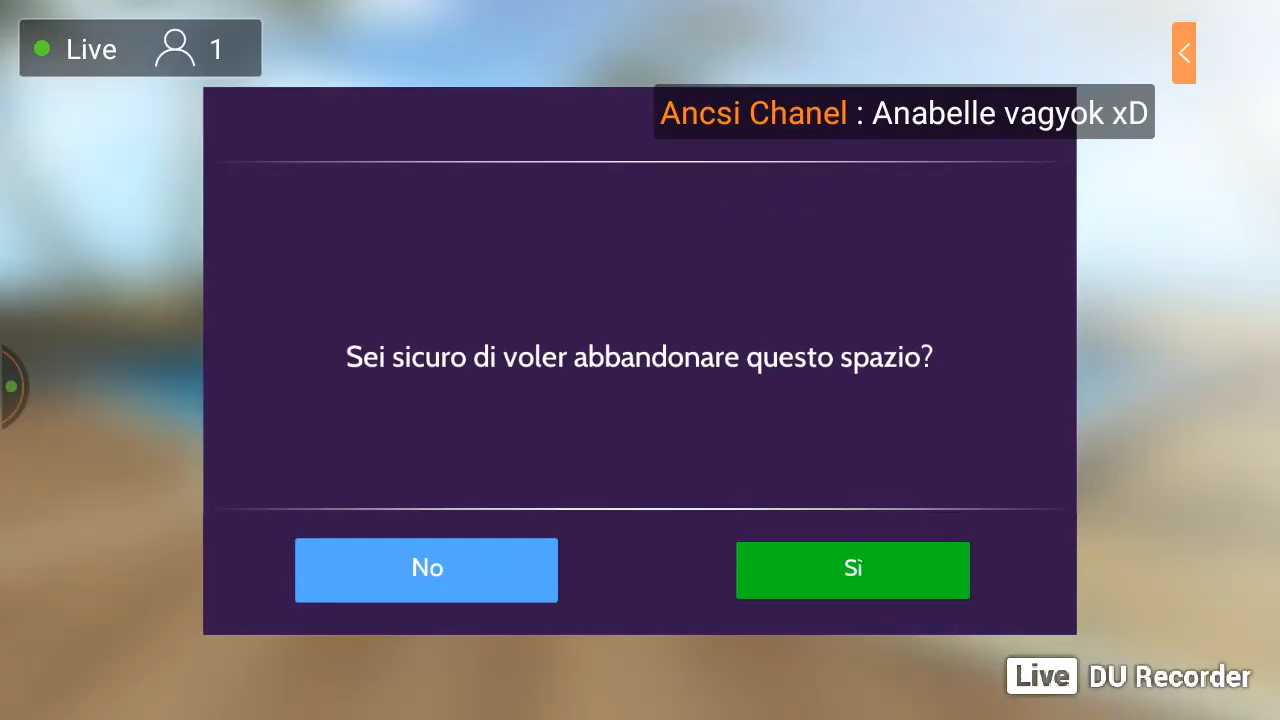 Live 1
Ancsi Chanel : Anabelle vagyok xD
Sei sicuro di voler abbandonare questo spazio?
No
Sì
Live DU Recorder